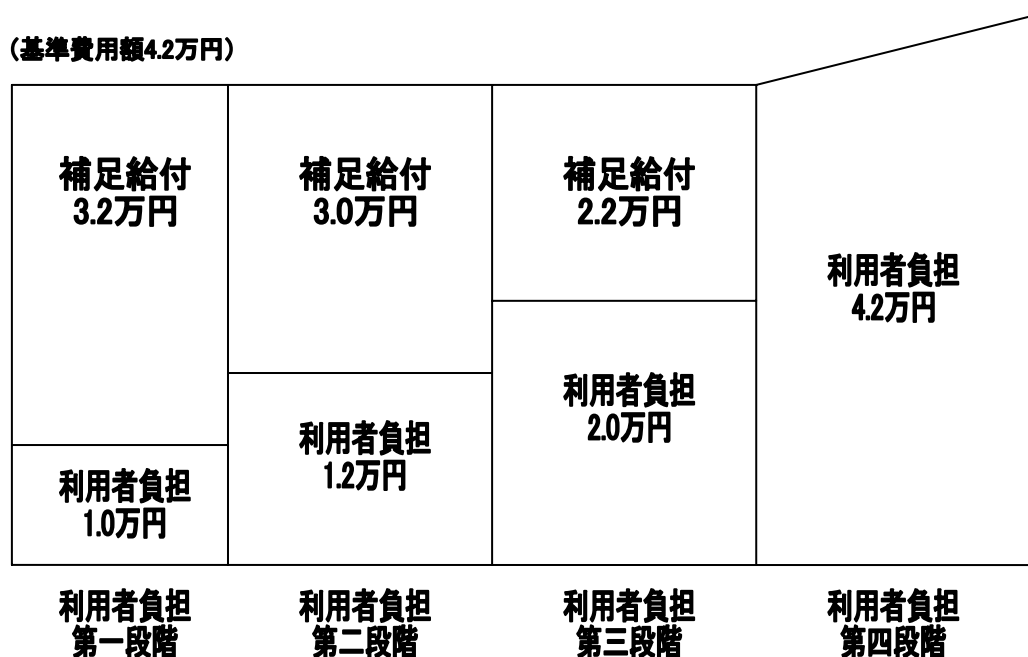 （基準費用額4.2万円）
補足給付
3.2万円
補足給付
3.0万円
補足給付
2.2万円
利用者負担
4.2万円
利用者負担
2.0万円
利用者負担
1.2万円
利用者負担
1.0万円
利用者負担
第一段階
利用者負担
第二段階
利用者負担
第三段階
利用者負担
第四段階